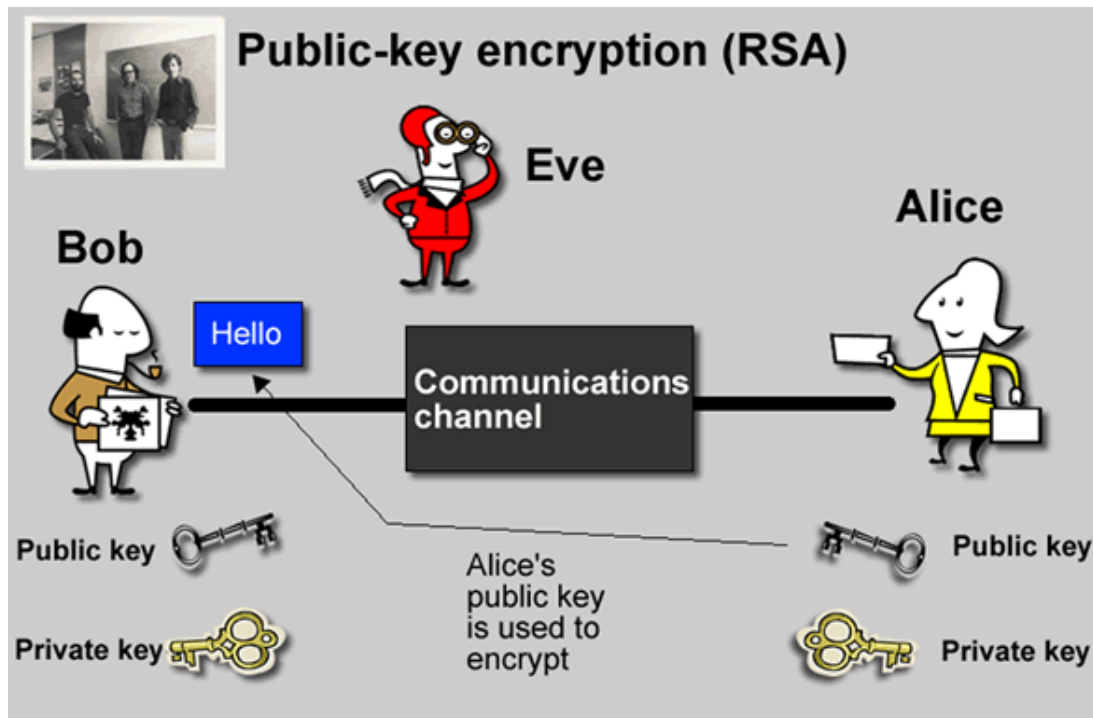 Public-key encryption (RSA)
Eve
Alice
Bob
Hello
Communications
channel
Public key
Public key
Alice's
public key
is used to
encrypt
Private key
Private key